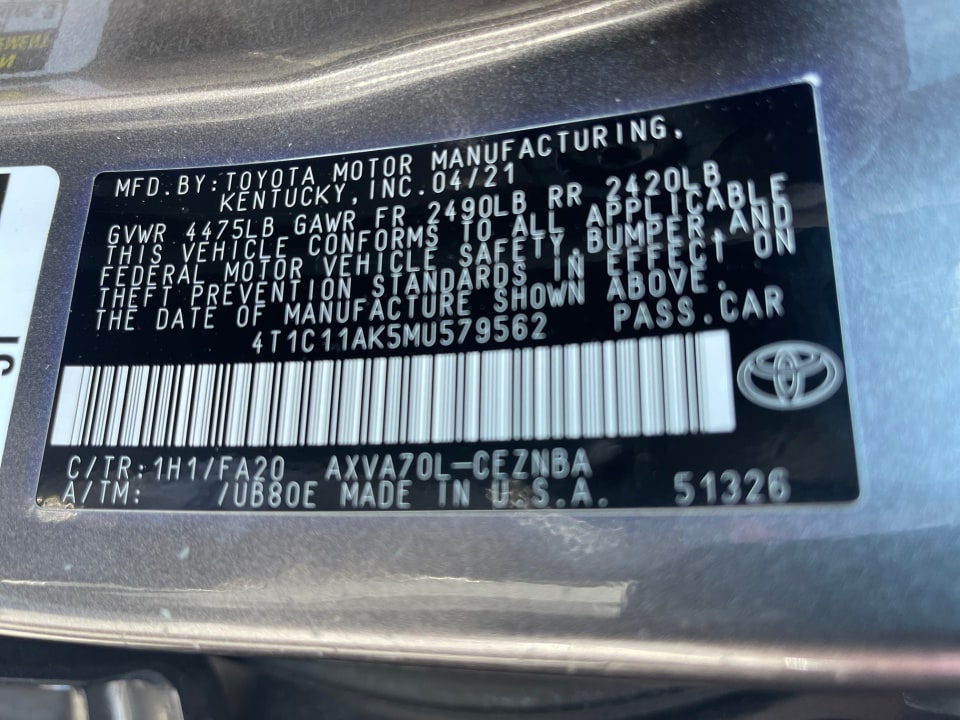 MFD.BY:TOYOTA MOTOR MANUFACTURING,
KENTUCKY, INC.04/21
GVWR 4475LB GAWR FR 2490LB RR 2420LB
THIS VEHICLE CONFORMS TO ALL APPLICABLE
FEDERAL MOTOR VEHICLE SAFETY,BUMPER,AND
THEFT PREVENTION STANDARDS IN EFFECT ON
THE DATE OF MANUFACTURE SHOWN ABOVE.
4T1C11AK5MU579562 PASS.CAR
C/TR:1H1/FA20 AXVA70L-CEZNBA
A/TM: /UB80E MADE IN U.S.A. 51326